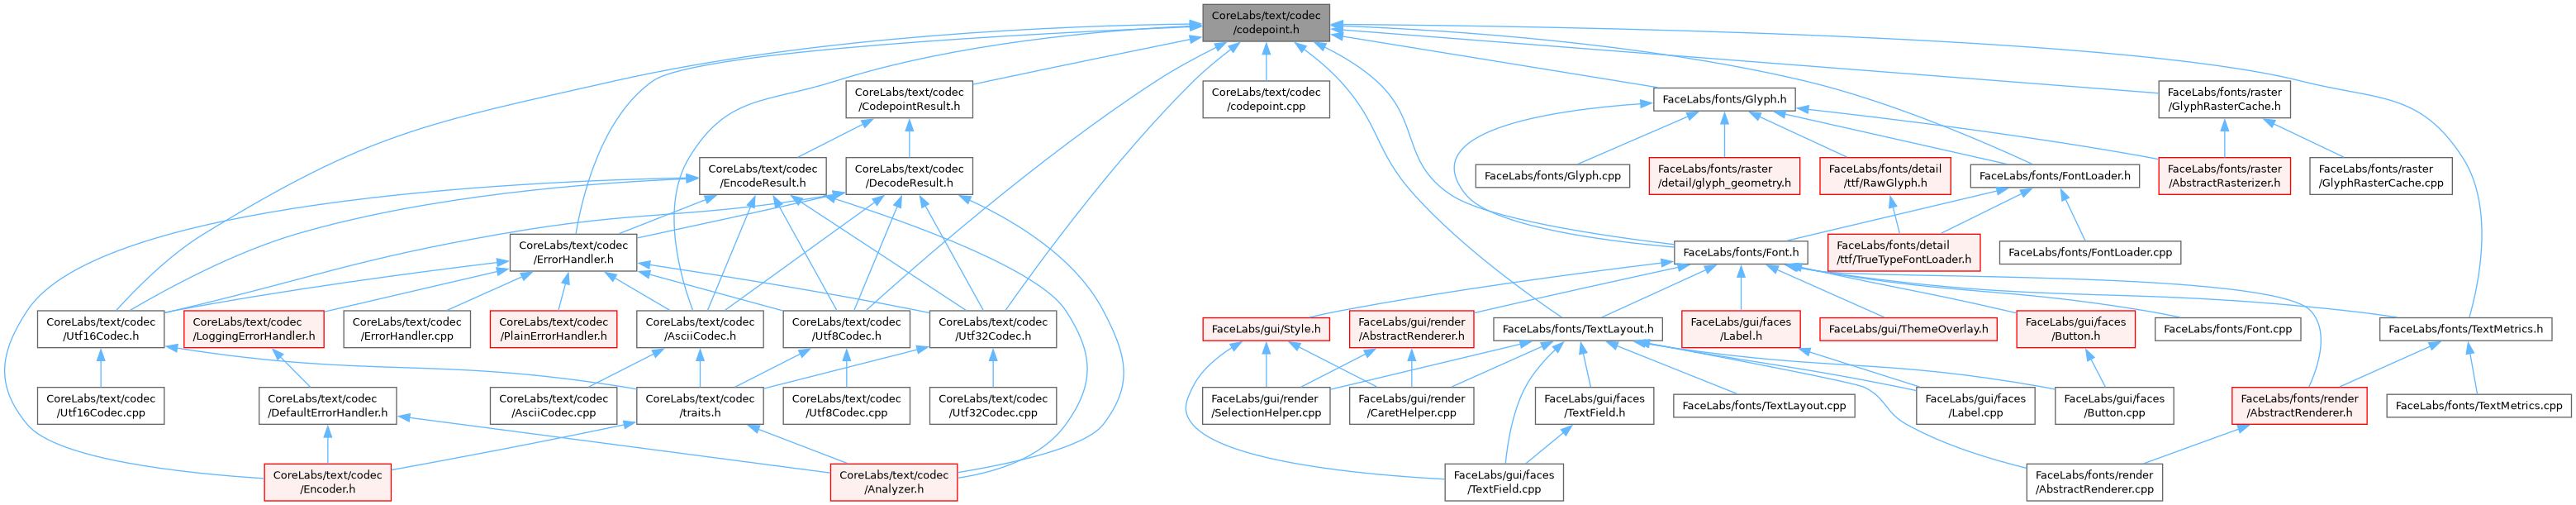 CoreLabs/text/codec
/codepoint.h
CoreLabs/text/codec
/CodepointResult.h
CoreLabs/text/codec
/codepoint.cpp
FaceLabs/fonts/Glyph.h
FaceLabs/fonts/raster
/GlyphRasterCache.h
CoreLabs/text/codec
/EncodeResult.h
CoreLabs/text/codec
/DecodeResult.h
FaceLabs/fonts/Glyph.cpp
FaceLabs/fonts/raster
/detail/glyph_geometry.h
FaceLabs/fonts/detail
/ttf/RawGlyph.h
FaceLabs/fonts/FontLoader.h
FaceLabs/fonts/raster
/AbstractRasterizer.h
FaceLabs/fonts/raster
/GlyphRasterCache.cpp
CoreLabs/text/codec
/ErrorHandler.h
FaceLabs/fonts/Font.h
FaceLabs/fonts/detail
/ttf/TrueTypeFontLoader.h
FaceLabs/fonts/FontLoader.cpp
CoreLabs/text/codec
/Utf16Codec.h
CoreLabs/text/codec
/LoggingErrorHandler.h
CoreLabs/text/codec
/ErrorHandler.cpp
CoreLabs/text/codec
/PlainErrorHandler.h
CoreLabs/text/codec
/AsciiCodec.h
CoreLabs/text/codec
/Utf8Codec.h
CoreLabs/text/codec
/Utf32Codec.h
FaceLabs/gui/Style.h
FaceLabs/gui/render
/AbstractRenderer.h
FaceLabs/fonts/TextLayout.h
FaceLabs/gui/faces
/Label.h
FaceLabs/gui/ThemeOverlay.h
FaceLabs/gui/faces
/Button.h
FaceLabs/fonts/Font.cpp
FaceLabs/fonts/TextMetrics.h
CoreLabs/text/codec
/Utf16Codec.cpp
CoreLabs/text/codec
/DefaultErrorHandler.h
CoreLabs/text/codec
/AsciiCodec.cpp
CoreLabs/text/codec
/traits.h
CoreLabs/text/codec
/Utf8Codec.cpp
CoreLabs/text/codec
/Utf32Codec.cpp
FaceLabs/gui/render
/SelectionHelper.cpp
FaceLabs/gui/render
/CaretHelper.cpp
FaceLabs/gui/faces
/TextField.h
FaceLabs/fonts/TextLayout.cpp
FaceLabs/gui/faces
/Label.cpp
FaceLabs/gui/faces
/Button.cpp
FaceLabs/fonts/render
/AbstractRenderer.h
FaceLabs/fonts/TextMetrics.cpp
CoreLabs/text/codec
/Encoder.h
CoreLabs/text/codec
/Analyzer.h
FaceLabs/gui/faces
/TextField.cpp
FaceLabs/fonts/render
/AbstractRenderer.cpp